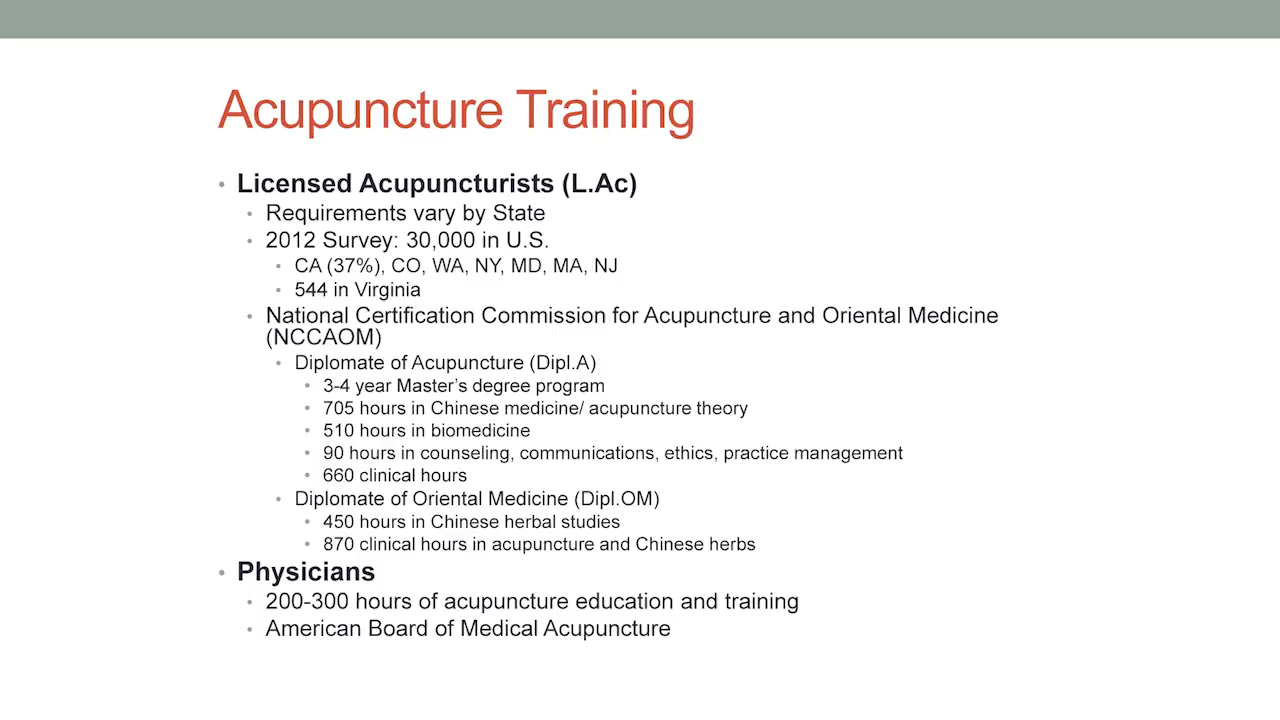 Acupuncture Training
• Licensed Acupuncturists (L.Ac)
• Requirements vary by State
• 2012 Survey: 30,000 in U.S.
• CA (37%), CO, WA, NY, MD, MA, NJ
• 544 in Virginia
• National Certification Commission for Acupuncture and Oriental Medicine
(NCCAOM)
• Diplomate of Acupuncture (Dipl.A)
• 3-4 year Master's degree program
• 705 hours in Chinese medicine/ acupuncture theory
• 510 hours in biomedicine
• 90 hours in counseling, communications, ethics, practice management
• 660 clinical hours
• Diplomate of Oriental Medicine (Dipl.OM)
• 450 hours in Chinese herbal studies
• 870 clinical hours in acupuncture and Chinese herbs
• Physicians
• 200-300 hours of acupuncture education and training
• American Board of Medical Acupuncture